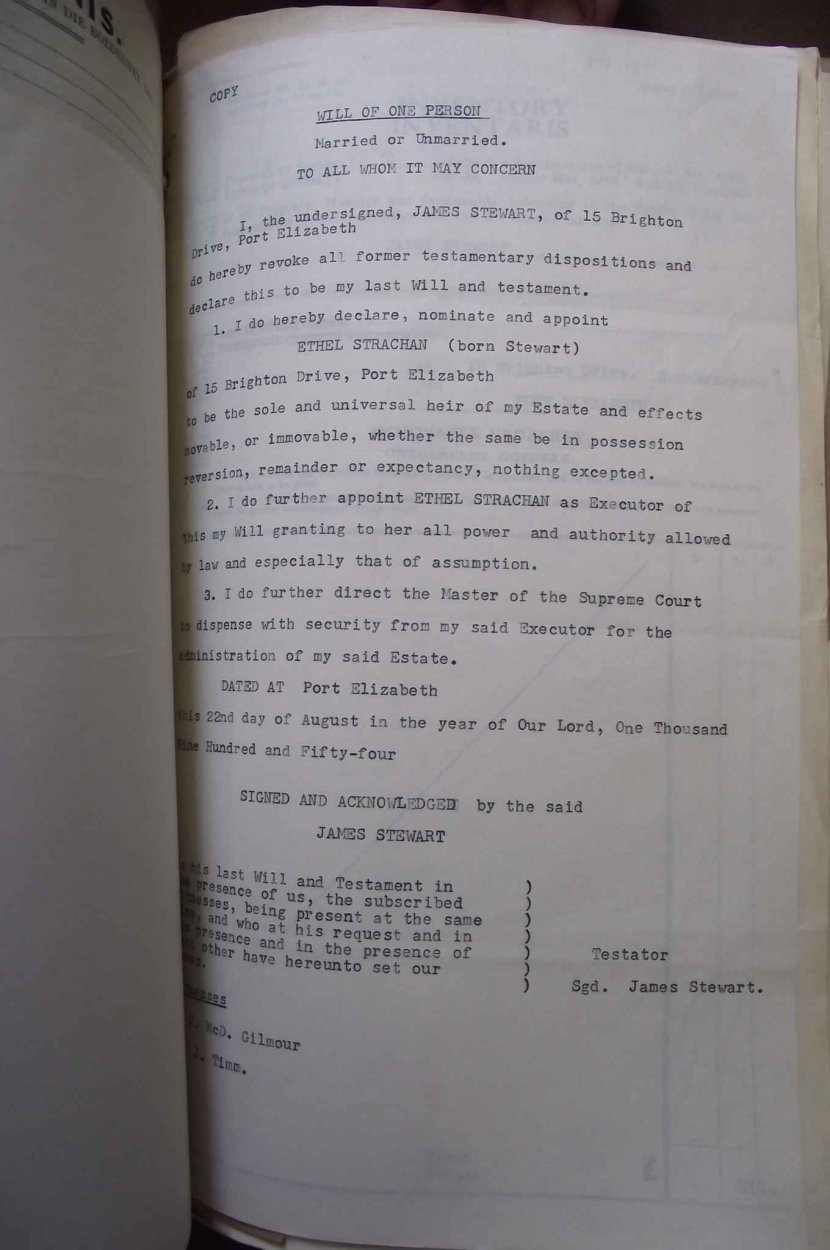 NIS.
COPY
WILL OF ONE PERSON
Married or Unmarried.
TO ALL WHOM IT MAY CONCERN
I, the undersigned, JAMES STEWART, of 15 Brighton
Drive, Port Elizabeth
do hereby revoke all former testamentary dispositions and
declare this to be my last Will and testament.
1. I do hereby declare, nominate and appoint
ETHEL STRACHAN (born Stewart)
of 15 Brighton Drive, Port Elizabeth
to be the sole and universal heir of my Estate and effects
movable, or immovable, whether the same be in possession
reversion, remainder or expectancy, nothing excepted.
2. I do further appoint ETHEL STRACHAN as Executor of
this my Will granting to her all power and authority allowed
by law and especially that of assumption.
3. I do further direct the Master of the Supreme Court
to dispense with security from my said Executor for the
administration of my said Estate.
DATED AT Port Elizabeth
this 22nd day of August in the year of Our Lord, One Thousand
Nine Hundred and Fifty-four
SIGNED AND ACKNOWLEDGED by the said
JAMES STEWART
his last Will and Testament in )
presence of us, the subscribed )
being present at the same )
and who at his request and in )
presence and in the presence of ) Testator
other have hereunto set our )
) Sgd. James Stewart.
J. McD. Gilmour
J. Timm.